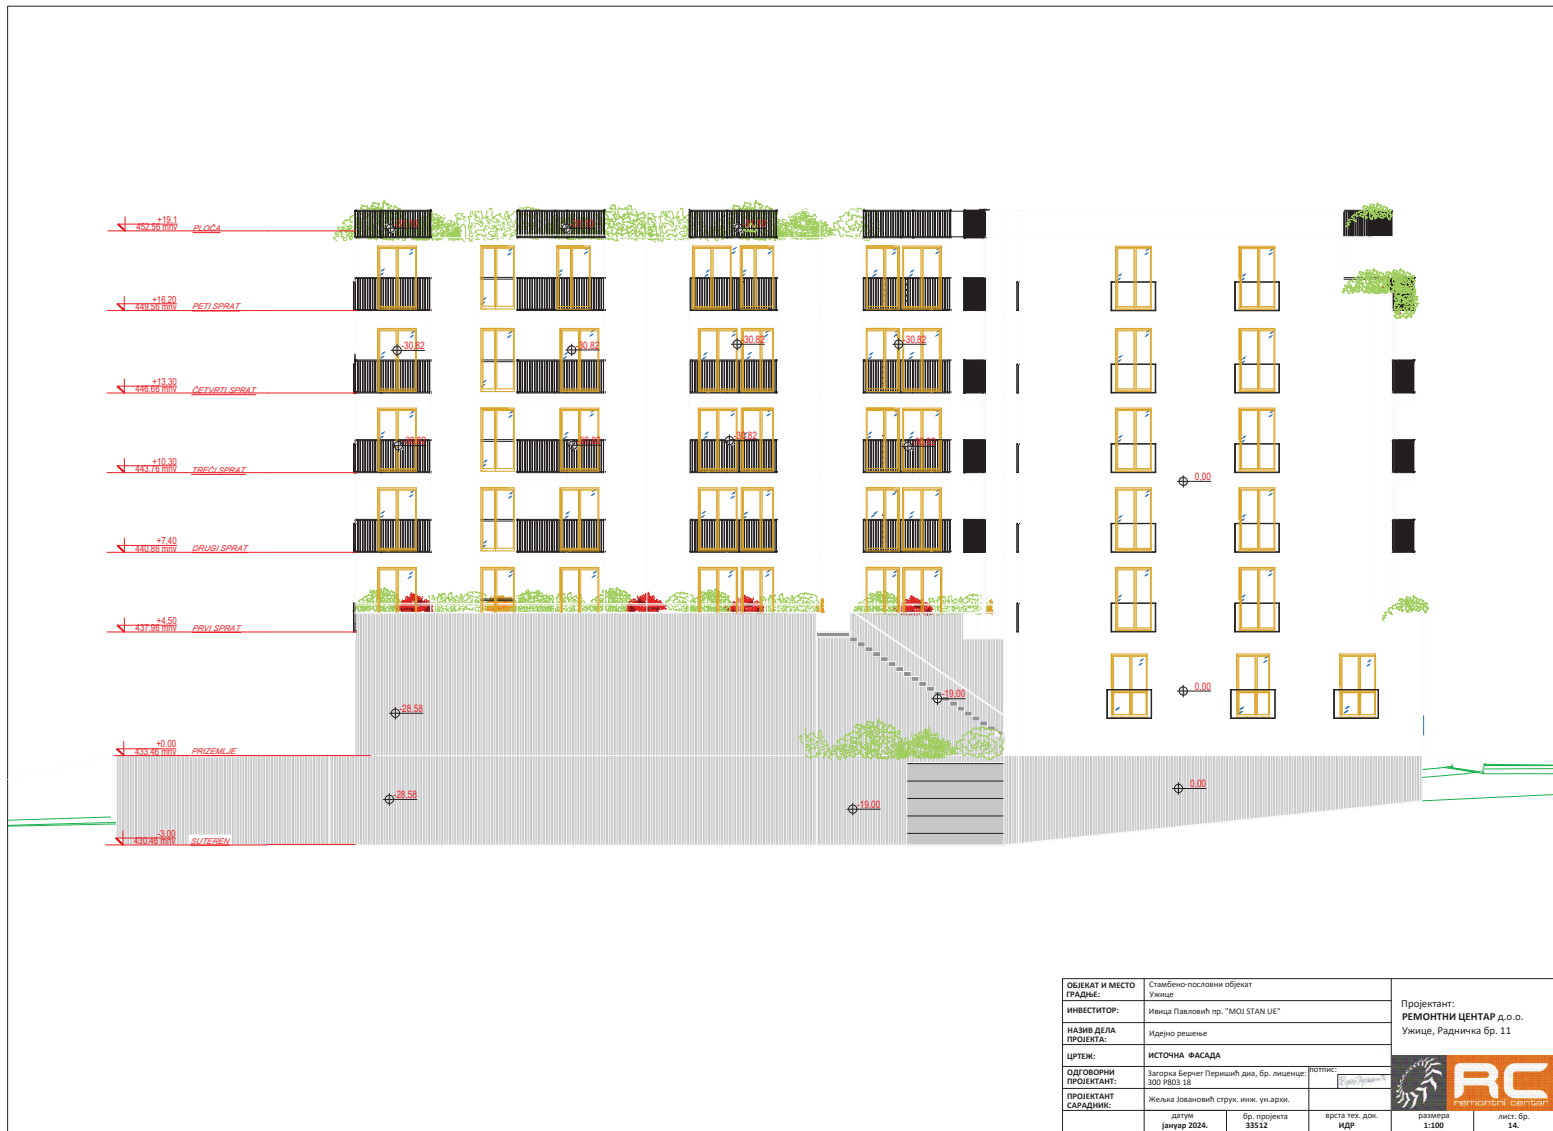 +19,1
452.56 mnv PLOČA
+16,20
449.56 mnv PETI SPRAT
-30,82 -30,82 -30,82 -30,82
+13,30
446.66 mnv ČETVRTI SPRAT
-30,82
+10,30
443.76 mnv TREĆI SPRAT
0,00
+7,40
440.86 mnv DRUGI SPRAT
+4,50
437.96 mnv PRVI SPRAT
0,00
-19,00
-28,58
+0.00
433.46 mnv PRIZEMLJE
0,00
-28,58
-19,00
-3,00
430.46 mnv SUTEREN
ОБЈЕКАТ И МЕСТО ГРАДЊЕ:
Стамбено-пословни објекат
Ужице
ИНВЕСТИТОР:
Ивица Павловић пр. "MOJ STAN UE"
НАЗИВ ДЕЛА ПРОЈЕКТА:
Идејно решење
ЦРТЕЖ:
ИСТОЧНА ФАСАДА
ОДГОВОРНИ ПРОЈЕКТАНТ:
Загорка Берчег Перишић диа, бр. лиценце:
300 Р803 18
потпис:
ПРОЈЕКТАНТ САРАДНИК:
Жељка Јовановић струк. инж. ун.архи.
датум
јануар 2024.
бр. пројекта
33512
врста тех. док.
ИДР
размера
1:100
лист. бр.
14.
Пројектант:
РЕМОНТНИ ЦЕНТАР д.о.о.
Ужице, Радничка бр. 11
RC
remontni centar